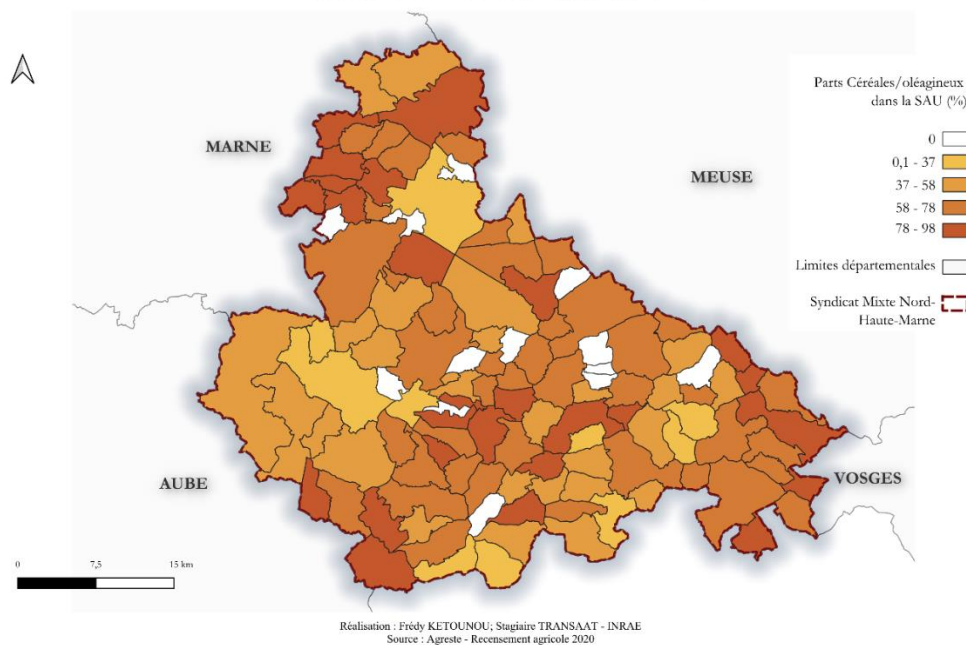 MARNE
MEUSE
AUBE
VOSGES
Parts Céréales/oléagineux
dans la SAU (%)
0
0,1 - 37
37 - 58
58 - 78
78 - 98
Limites départementales
Syndicat Mixte Nord-
Haute-Marne
0 7,5 15 km
Réalisation : Frédy KETOUNOU; Stagiaire TRANSAAT - INRAE
Source : Agreste - Recensement agricole 2020